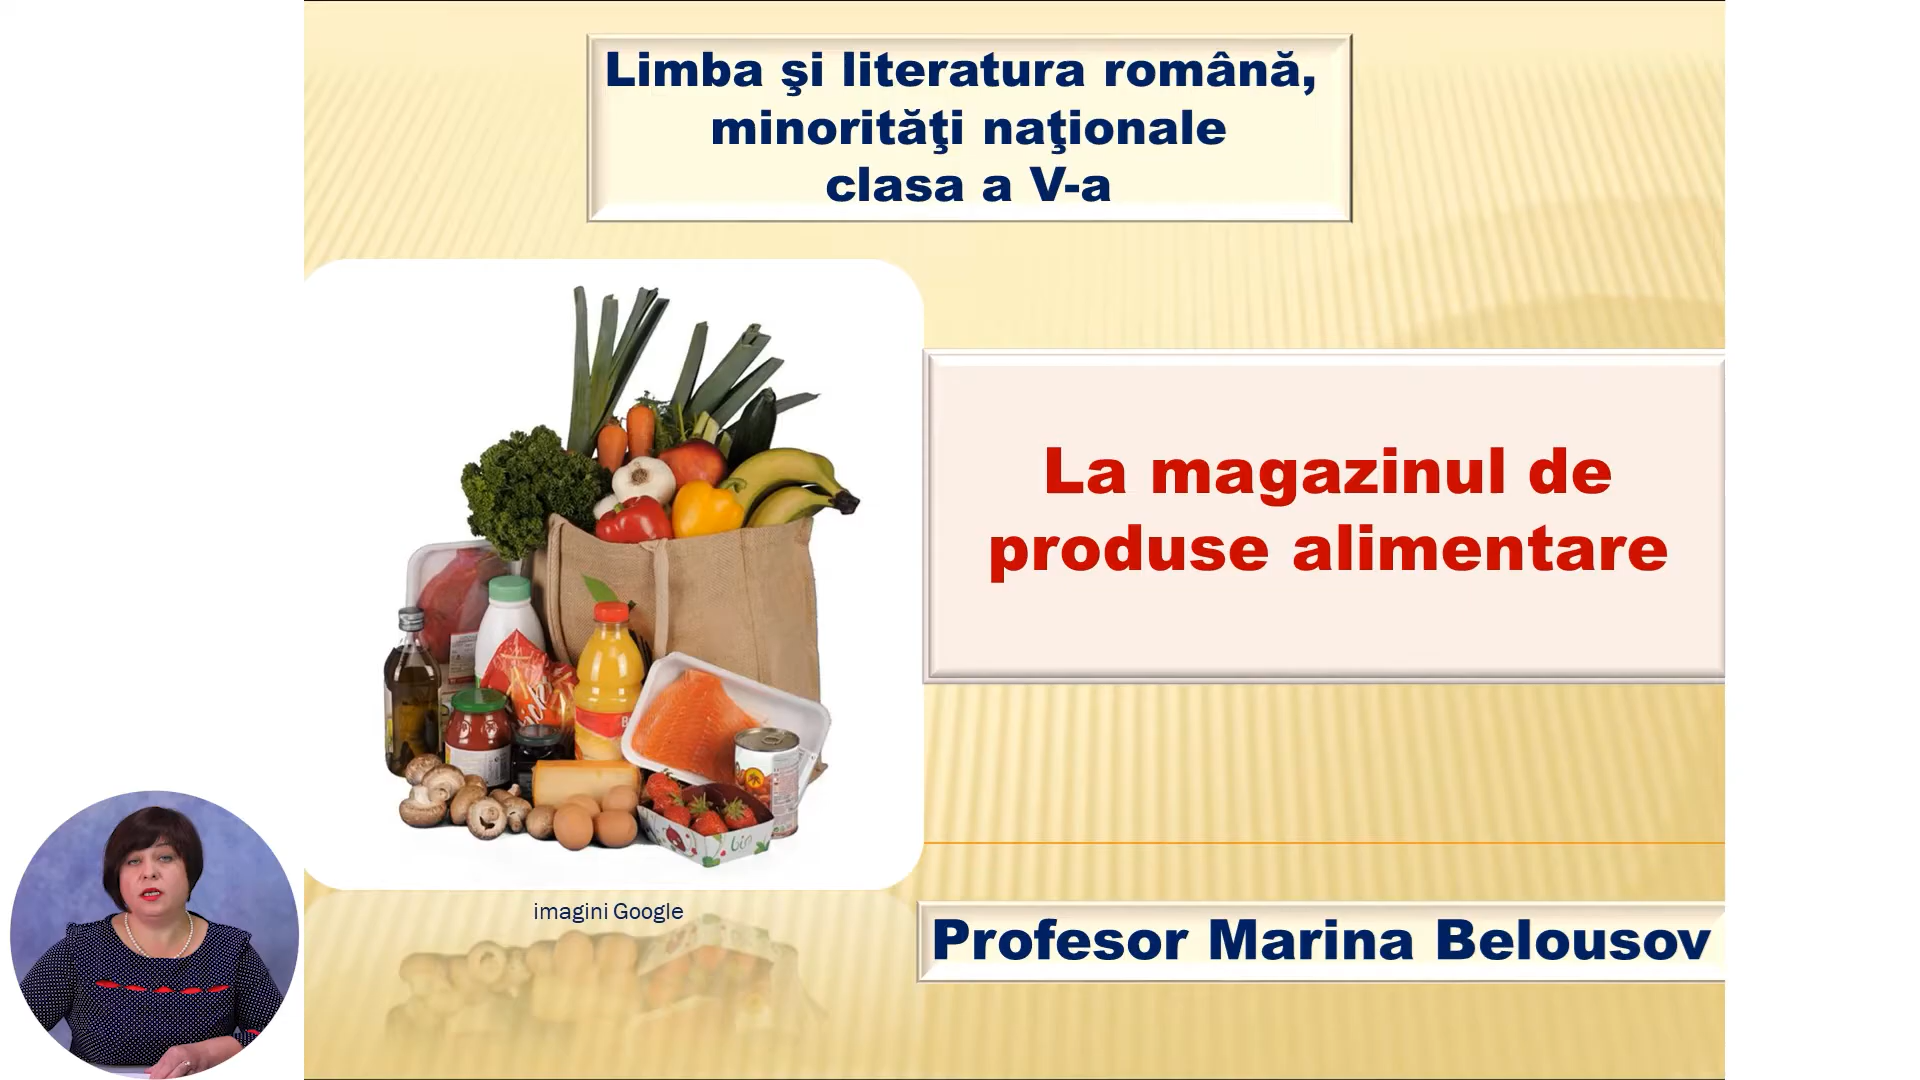 Limba şi literatura română,
minorităţi naţionale
clasa a V-a
La magazinul de
produse alimentare
imagini Google
Profesor Marina Belousov